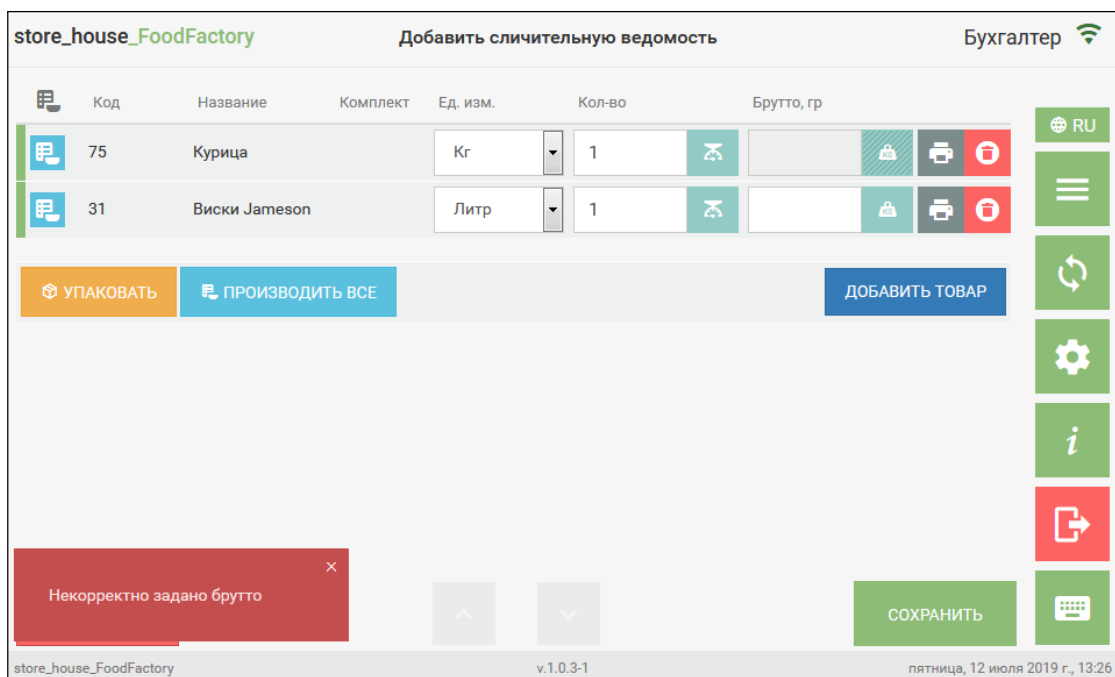 store_house_FoodFactory Добавить сличительную ведомость Бухгалтер
Код Название Комплект Ед. изм. Кол-во Брутто, гр
RU
75 Курица Кг 1
31 Виски Jameson Литр 1
УПАКОВАТЬ ПРОИЗВОДИТЬ ВСЕ ДОБАВИТЬ ТОВАР
Некорректно задано брутто
СОХРАНИТЬ
store_house_FoodFactory v.1.0.3-1 пятница, 12 июля 2019 г., 13:26